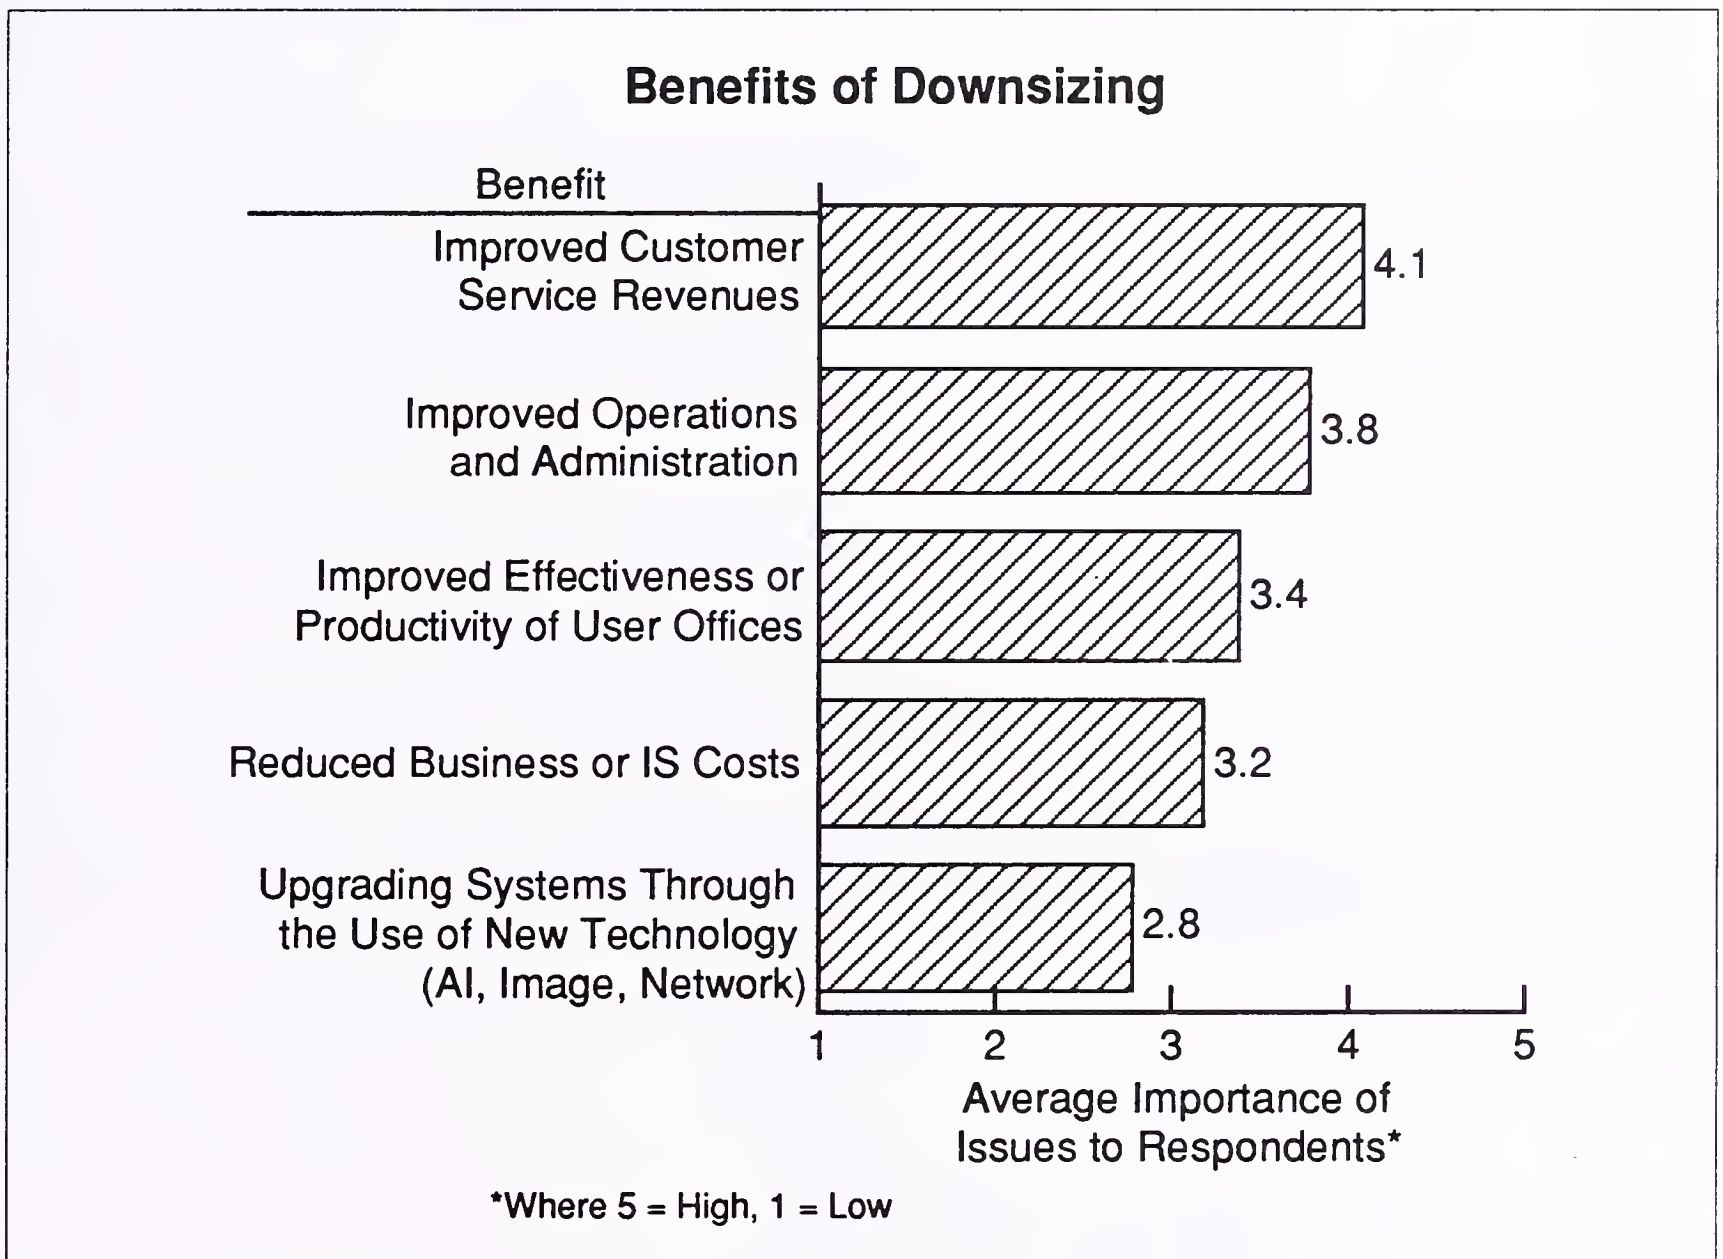 Benefits of Downsizing
Benefit
Improved Customer
Service Revenues
4.1
Improved Operations
and Administration
3.8
Improved Effectiveness or
Productivity of User Offices
3.4
Reduced Business or IS Costs
3.2
Upgrading Systems Through
the Use of New Technology
(AI, Image, Network)
2.8
1 2 3 4 5
Average Importance of
Issues to Respondents*
*Where 5 = High, 1 = Low